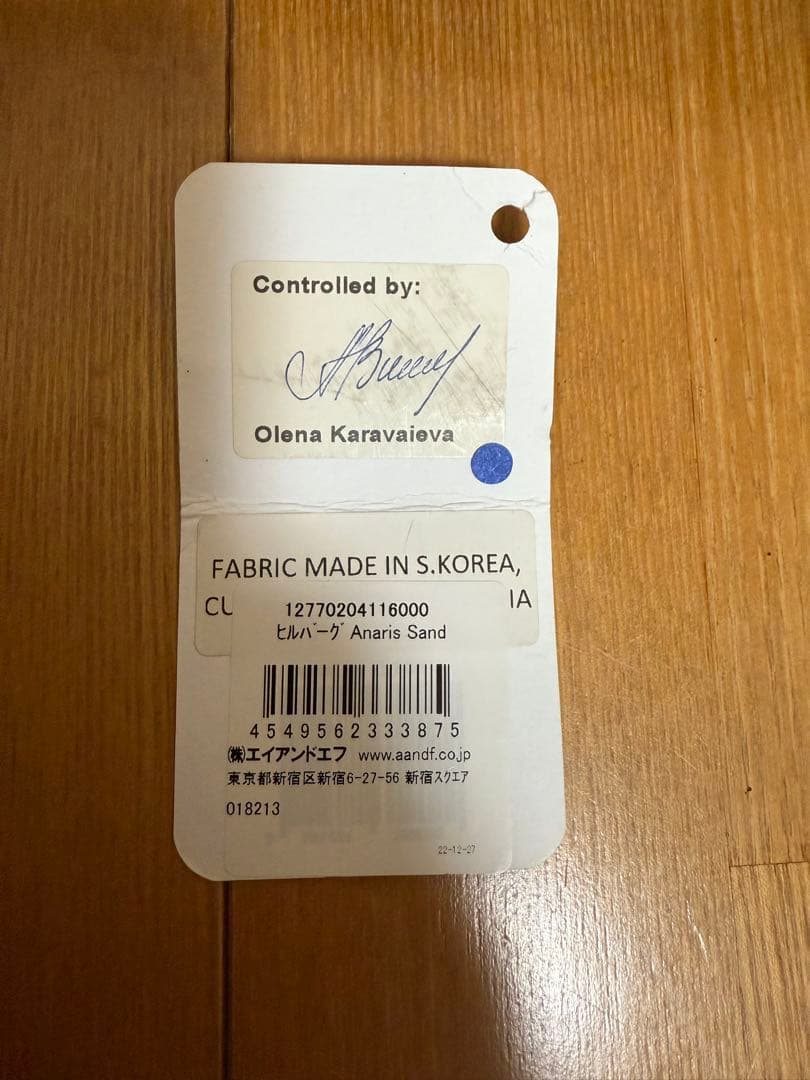 Controlled by:
Olena Karavaieva
FABRIC MADE IN S.KOREA,
12770204116000
ﾋﾙﾊﾞｰｸﾞ Anaris Sand
4549562333875
㈱エイアンドエフ www.aandf.co.jp
東京都新宿区新宿6-27-56 新宿ｽｸｴｱ
018213
22-12-27